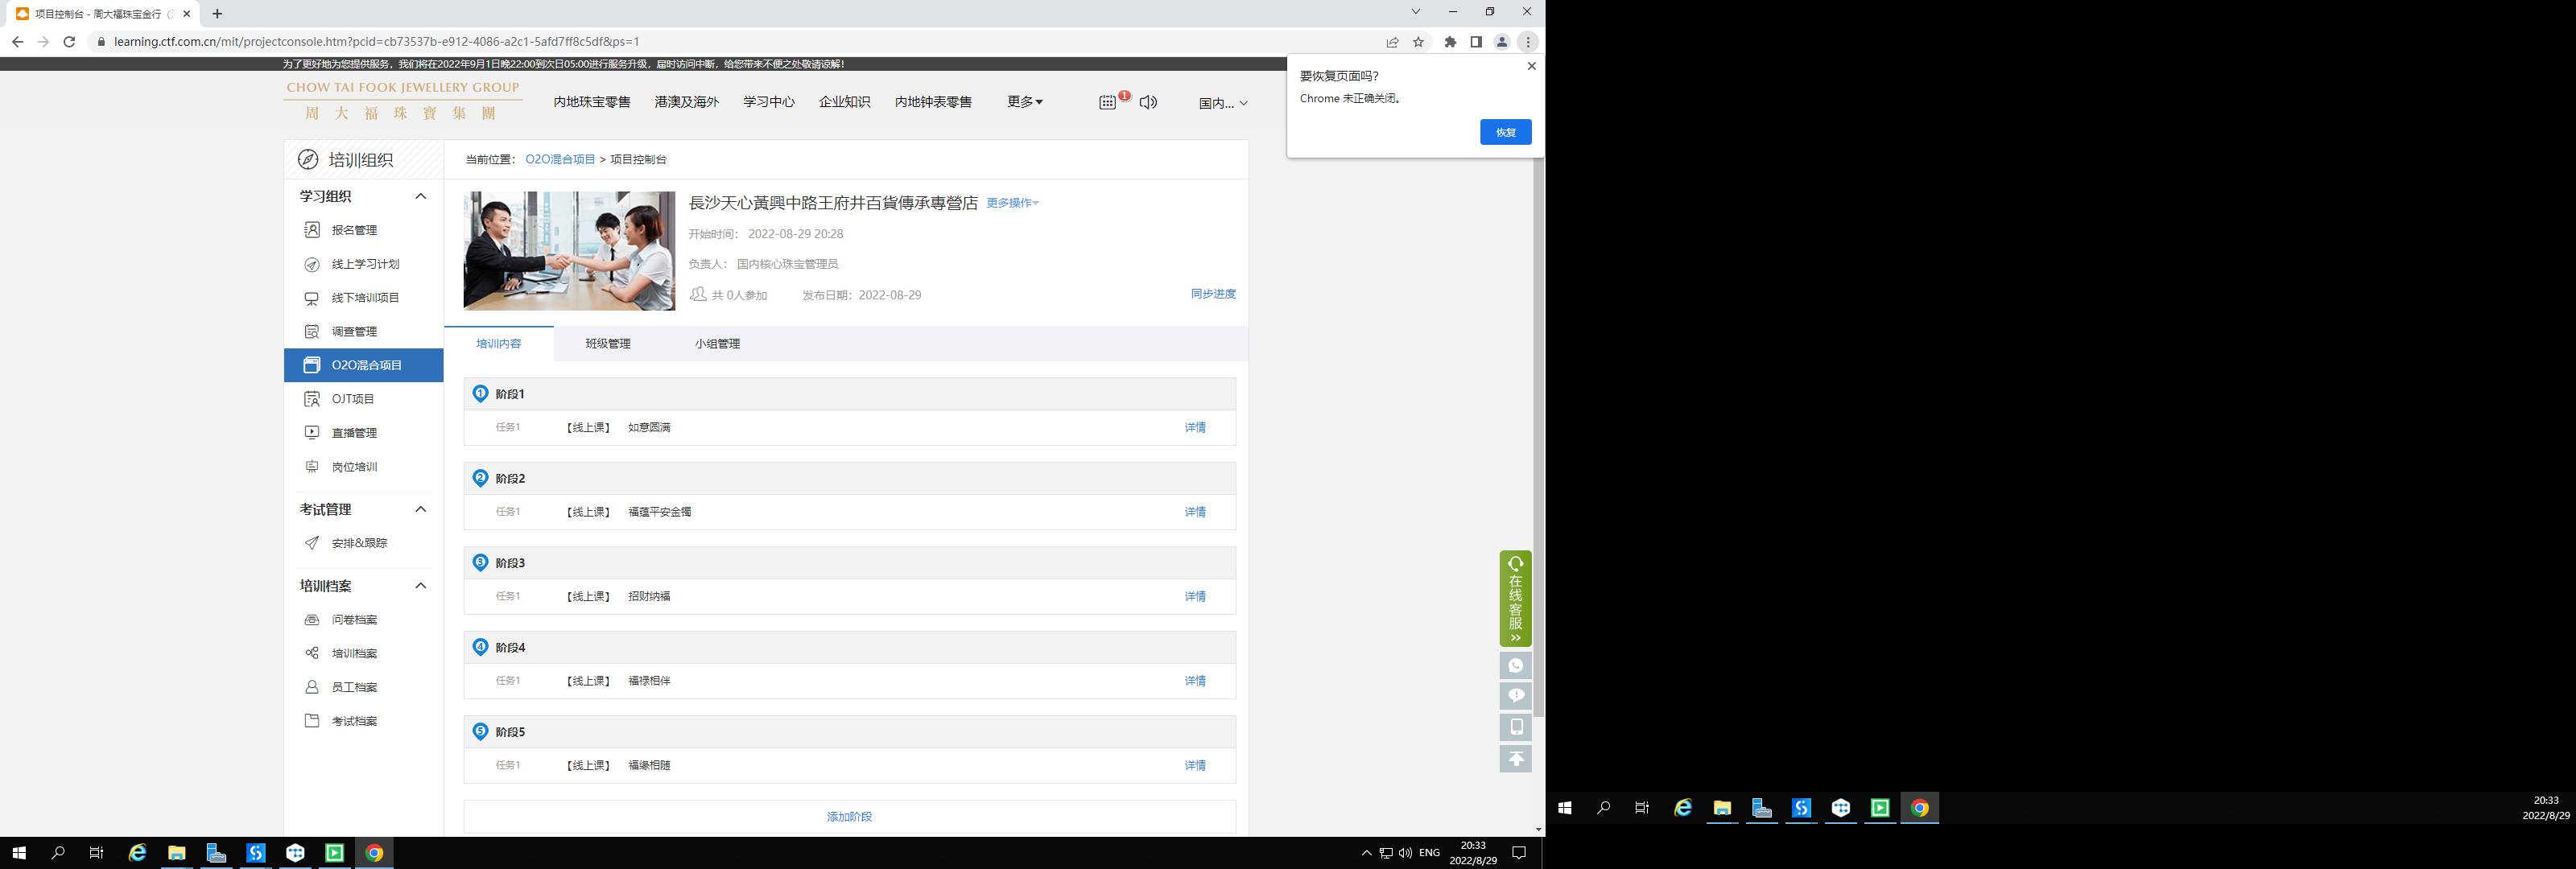 项目控制台 - 周大福珠宝金行
learning.ctf.com.cn/mit/projectconsole.htm?pcid=cb73537b-e912-4086-a2c1-5afd7ff8c5df&ps=1
为了更好地为您提供服务，我们将在2022年9月1日晚22:00到次日05:00进行服务升级，届时访问中断，给您带来不便之处敬请谅解！
要恢复页面吗?
Chrome 未正确关闭。
恢复
CHOW TAI FOOK JEWELLERY GROUP
周大福珠寶集團
内地珠宝零售 港澳及海外 学习中心 企业知识 内地钟表零售 更多 1 国内...
培训组织
当前位置： O2O混合项目 > 项目控制台
学习组织
报名管理
线上学习计划
线下培训项目
调查管理
O2O混合项目
OJT项目
直播管理
岗位培训
考试管理
安排&跟踪
培训档案
问卷档案
培训档案
员工档案
考试档案
長沙天心黃興中路王府井百貨傳承專營店 更多操作
开始时间： 2022-08-29 20:28
负责人： 国内核心珠宝管理员
共 0人参加 发布日期：2022-08-29 同步进度
培训内容 班级管理 小组管理
1 阶段1
任务1 【线上课】 如意圆满 详情
2 阶段2
任务1 【线上课】 福蕴平安金镯 详情
3 阶段3
任务1 【线上课】 招财纳福 详情
4 阶段4
任务1 【线上课】 福禄相伴 详情
5 阶段5
任务1 【线上课】 福缘相随 详情
添加阶段
在线客服
ENG
20:33
2022/8/29
20:33
2022/8/29